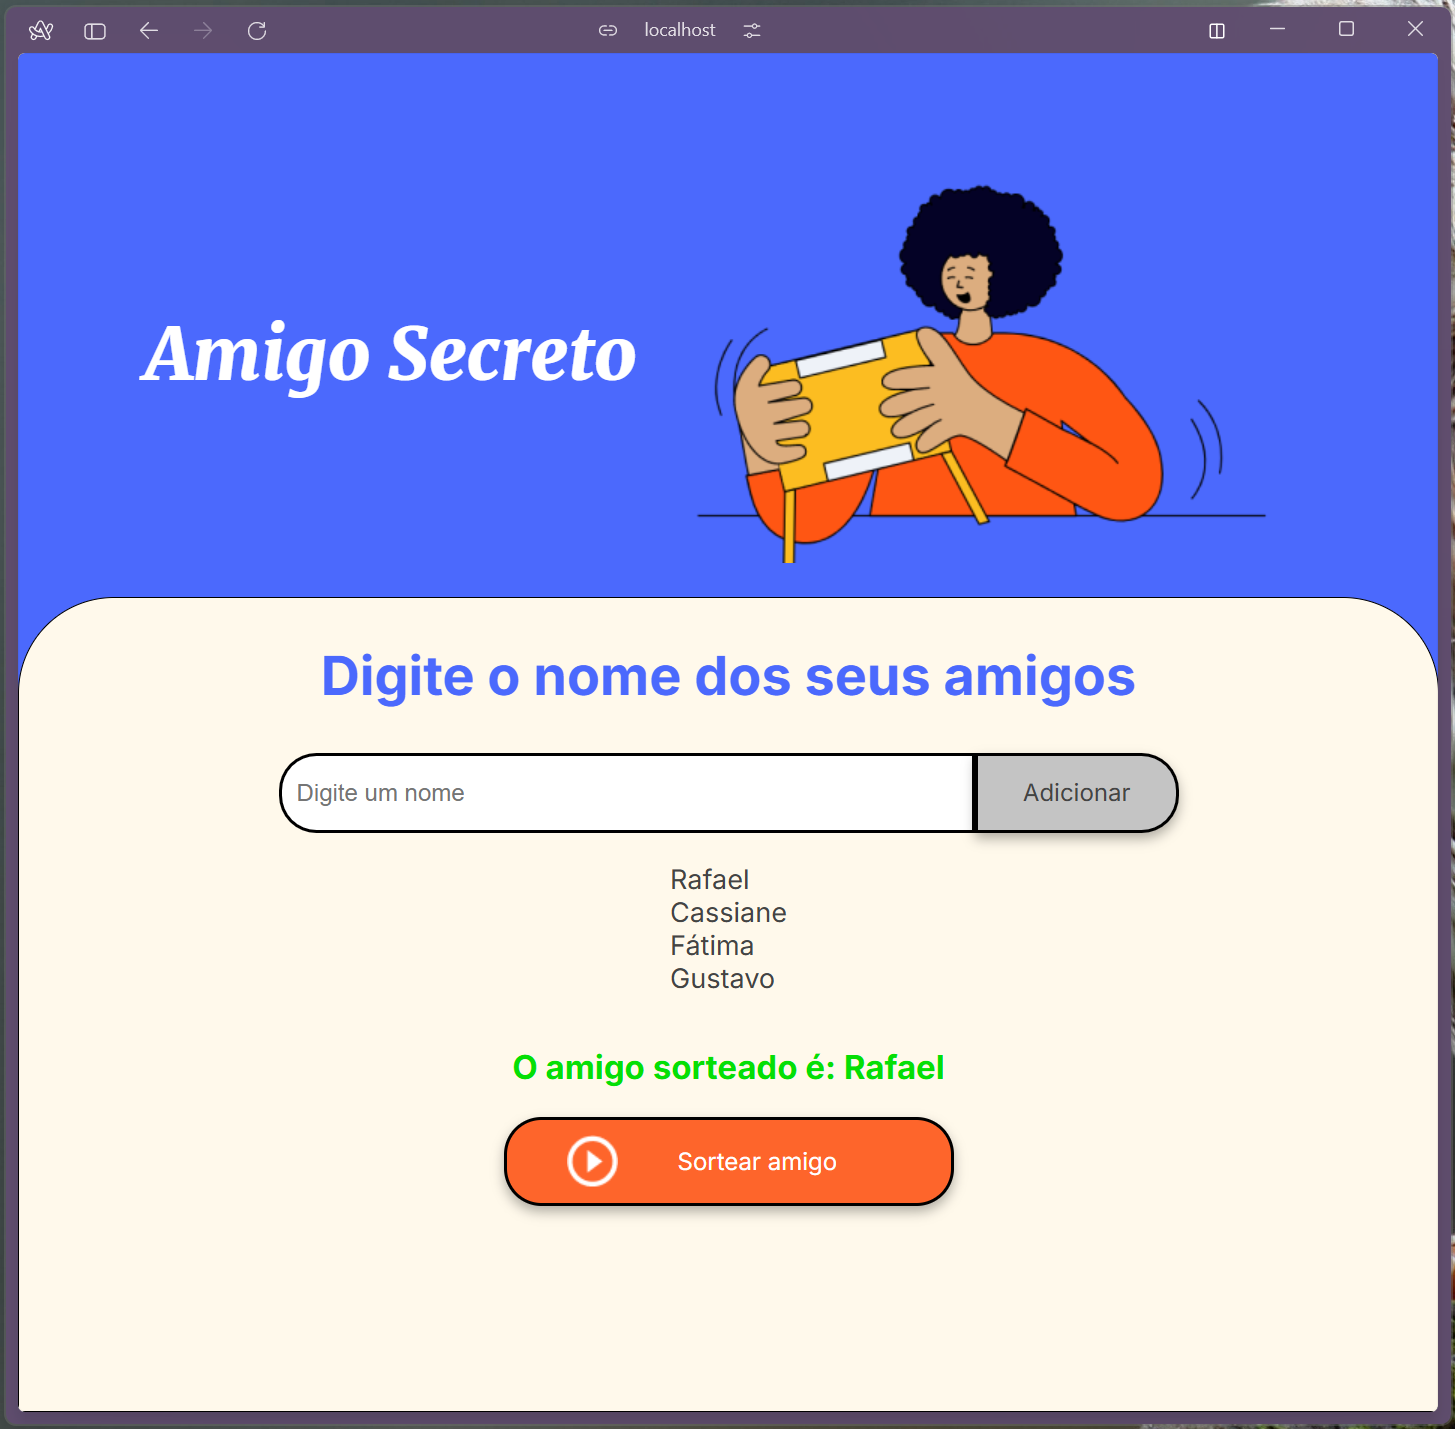 localhost
Amigo Secreto
Digite o nome dos seus amigos
Digite um nome
Adicionar
Rafael
Cassiane
Fátima
Gustavo
O amigo sorteado é: Rafael
Sortear amigo